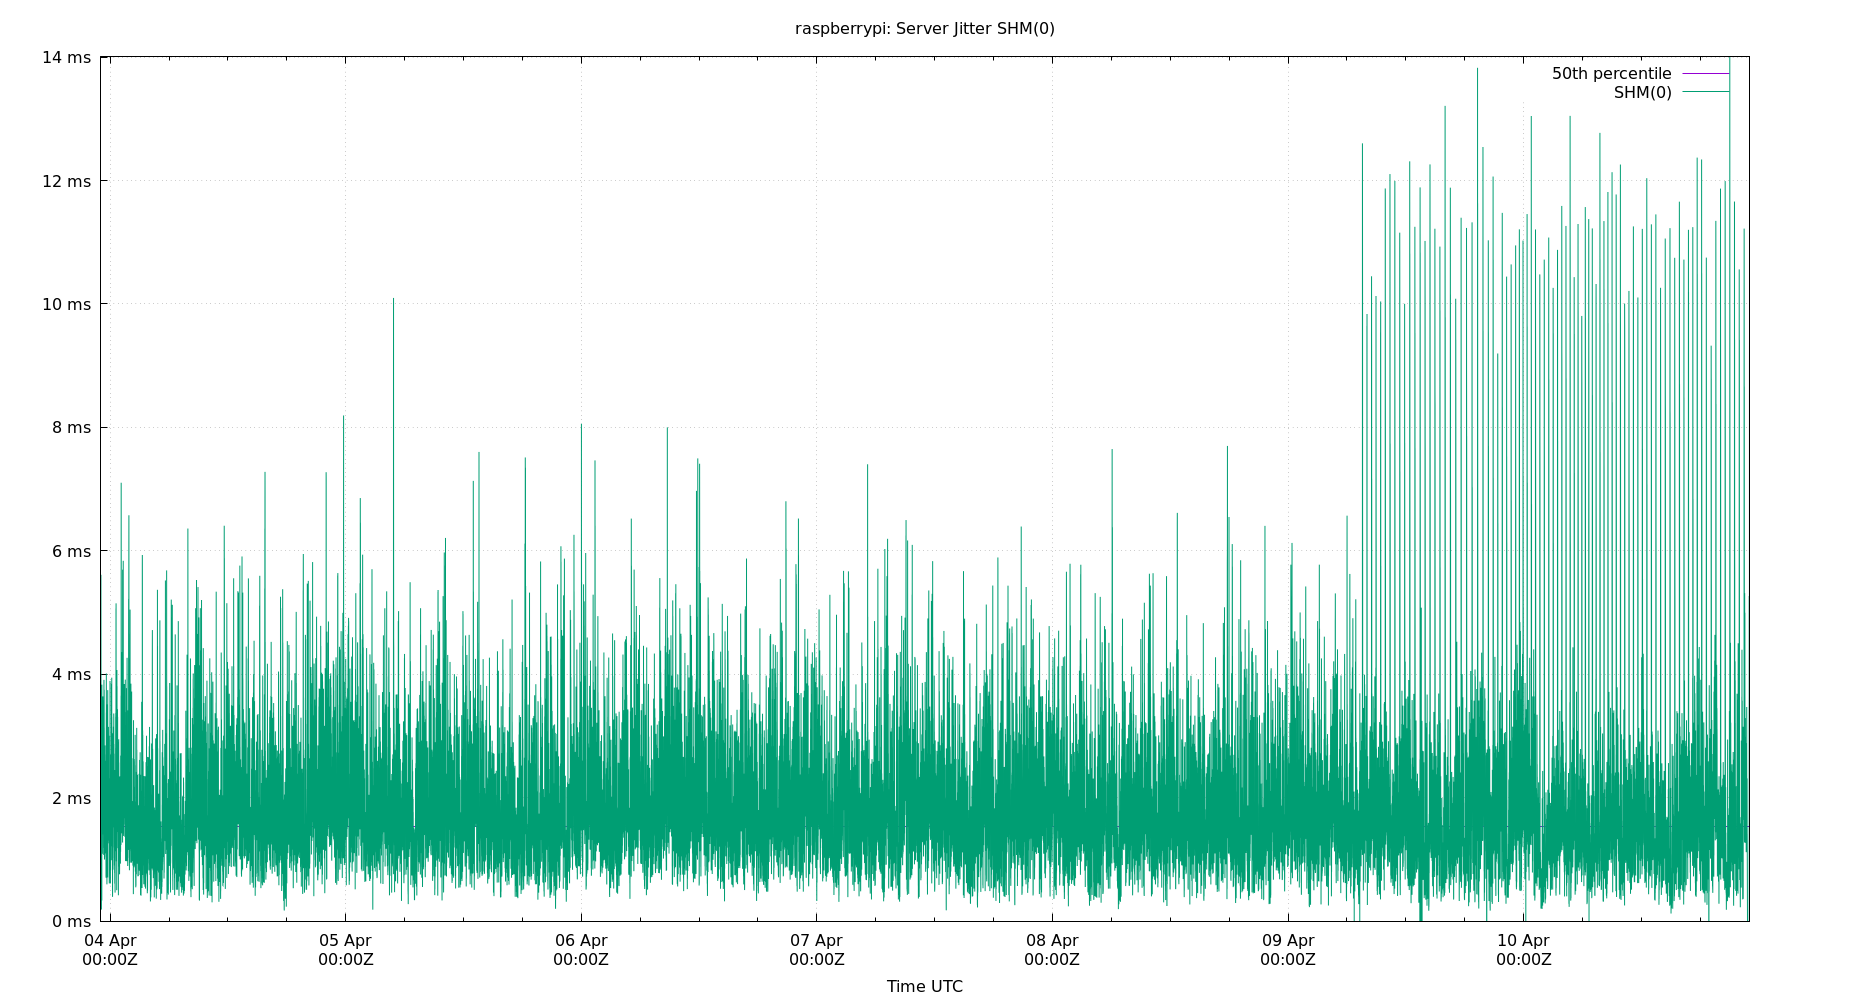 raspberrypi: Server Jitter SHM(0)
14 ms
12 ms
10 ms
8 ms
6 ms
4 ms
2 ms
0 ms
50th percentile
SHM(0)
04 Apr
00:00Z
05 Apr
00:00Z
06 Apr
00:00Z
07 Apr
00:00Z
08 Apr
00:00Z
09 Apr
00:00Z
10 Apr
00:00Z
Time UTC